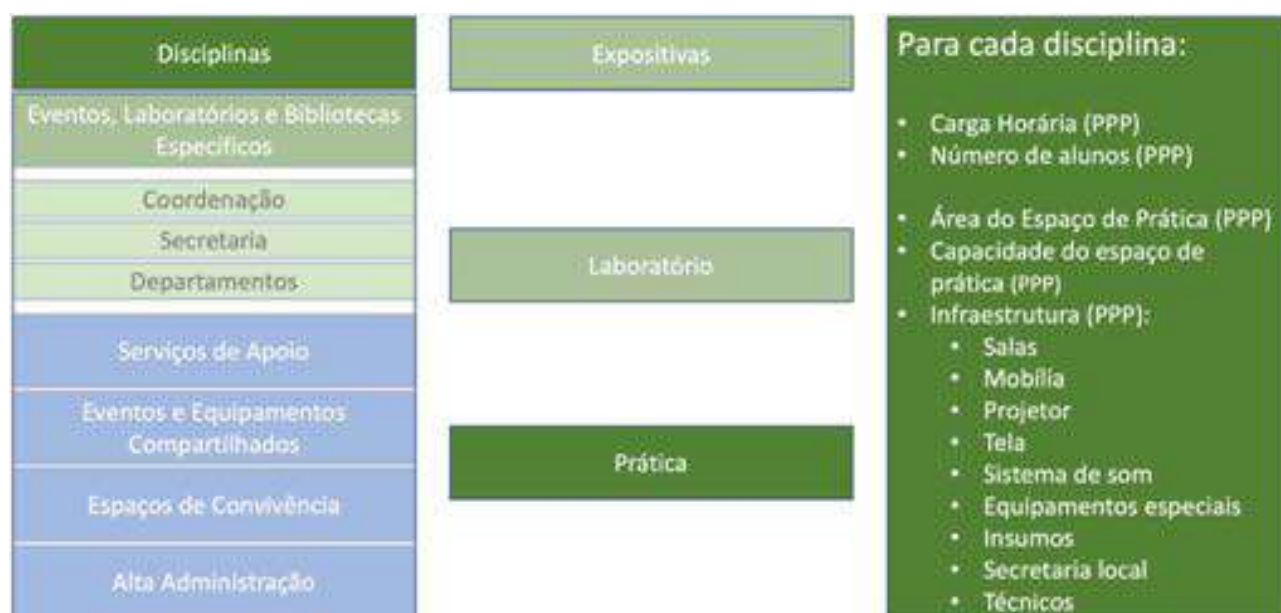 Disciplinas
Eventos, Laboratórios e Bibliotecas
Específicos
Coordenação
Secretaria
Departamentos
Serviços de Apoio
Eventos e Equipamentos
Compartilhados
Espaços de Convivência
Alta Administração
Expositivas
Laboratório
Prática
Para cada disciplina:
• Carga Horária (PPP)
• Número de alunos (PPP)
• Área do Espaço de Prática (PPP)
• Capacidade do espaço de
prática (PPP)
• Infraestrutura (PPP):
• Salas
• Mobília
• Projetor
• Tela
• Sistema de som
• Equipamentos especiais
• Insumos
• Secretaria local
• Técnicos